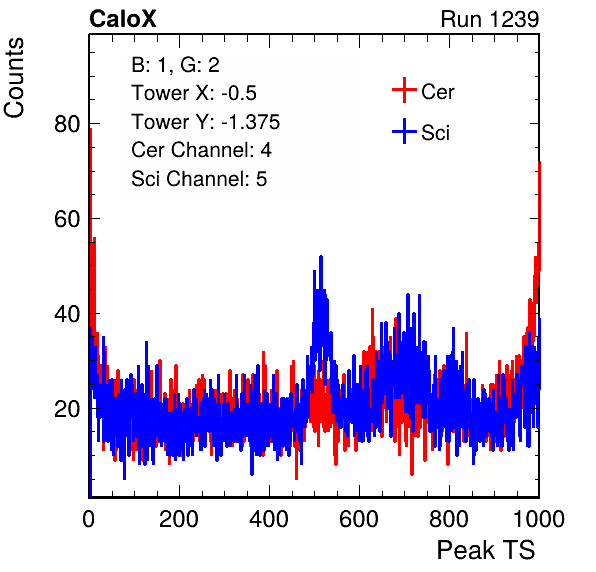 CaloX Run 1239
Counts
B: 1, G: 2
Tower X: -0.5
Tower Y: -1.375
Cer Channel: 4
Sci Channel: 5
Cer
Sci
80
60
40
20
0 200 400 600 800 1000
Peak TS